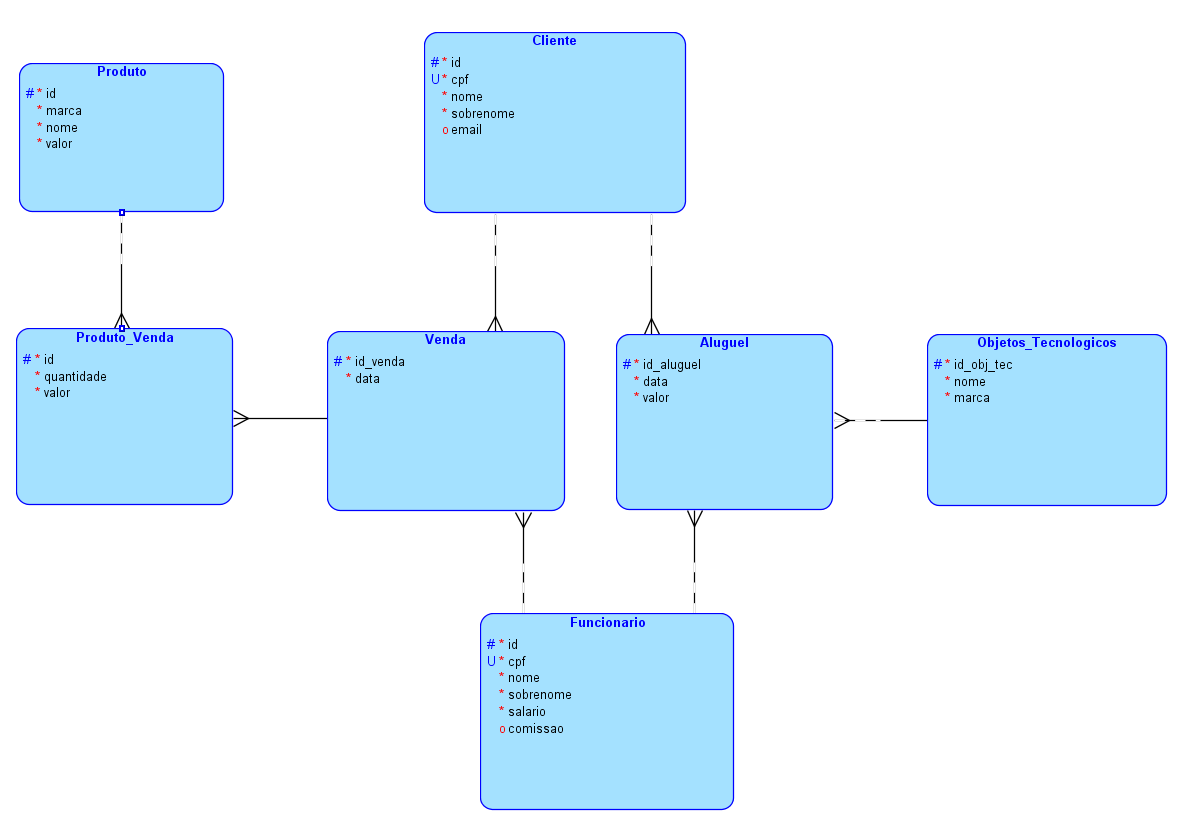 Produto
# * id
* marca
* nome
* valor
Cliente
# * id
U * cpf
* nome
* sobrenome
o email
Produto_Venda
# * id
* quantidade
* valor
Venda
# * id_venda
* data
Aluguel
# * id_aluguel
* data
* valor
Objetos_Tecnologicos
# * id_obj_tec
* nome
* marca
Funcionario
# * id
U * cpf
* nome
* sobrenome
* salario
o comissao